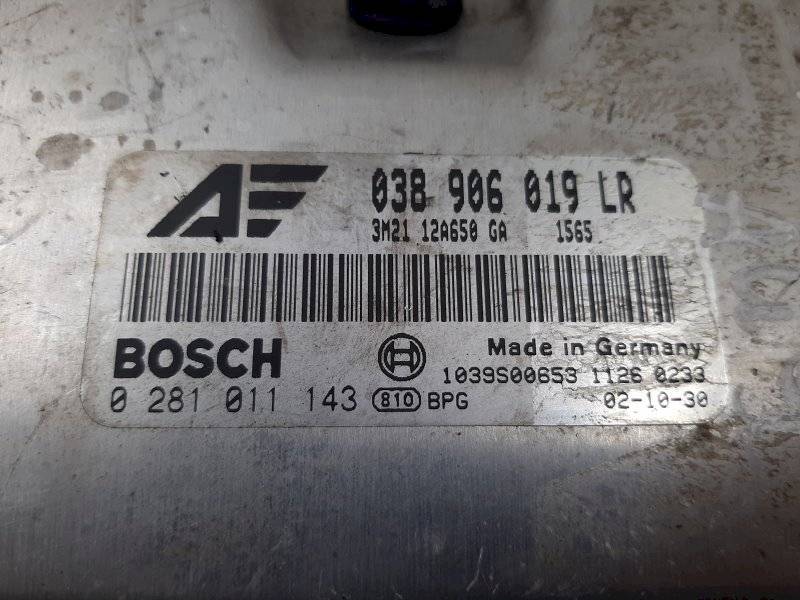 AF 038 906 019 LR
3M21 12A650 GA 1565
BOSCH Made in Germany
1039S00653 1126 0233
0 281 011 143 810 BPG 02-10-30